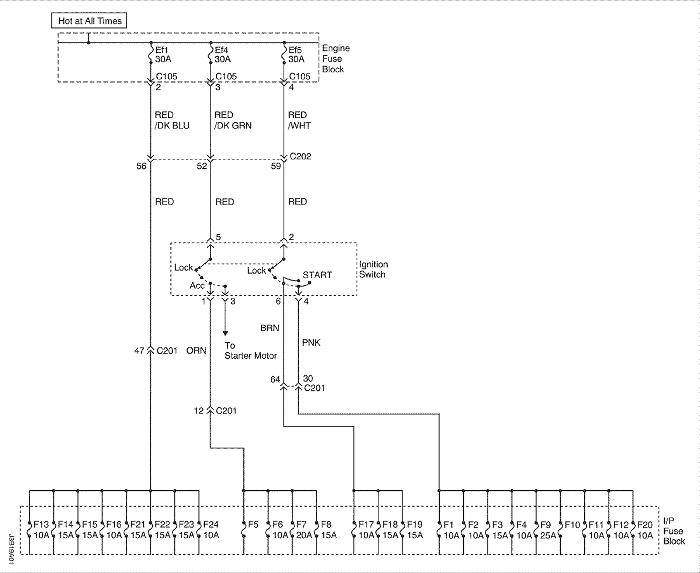 Hot at All Times
Ef1
30A
Ef4
30A
Ef5
30A
Engine
Fuse
Block
C105
C105
C105
2
3
4
RED
/DK BLU
RED
/DK GRN
RED
/WHT
C202
56
52
59
RED
RED
RED
5
2
Lock
Lock
START
Acc
Ignition
Switch
1
3
6
4
BRN
PNK
To
Starter Motor
47
C201
ORN
64
30
C201
12
C201
F13
10A
F14
15A
F15
15A
F16
10A
F21
15A
F22
15A
F23
15A
F24
10A
F5
F6
10A
F7
20A
F8
15A
F17
10A
F18
15A
F19
15A
F1
10A
F2
10A
F3
15A
F4
10A
F9
25A
F10
F11
10A
F12
10A
F20
10A
I/P
Fuse
Block